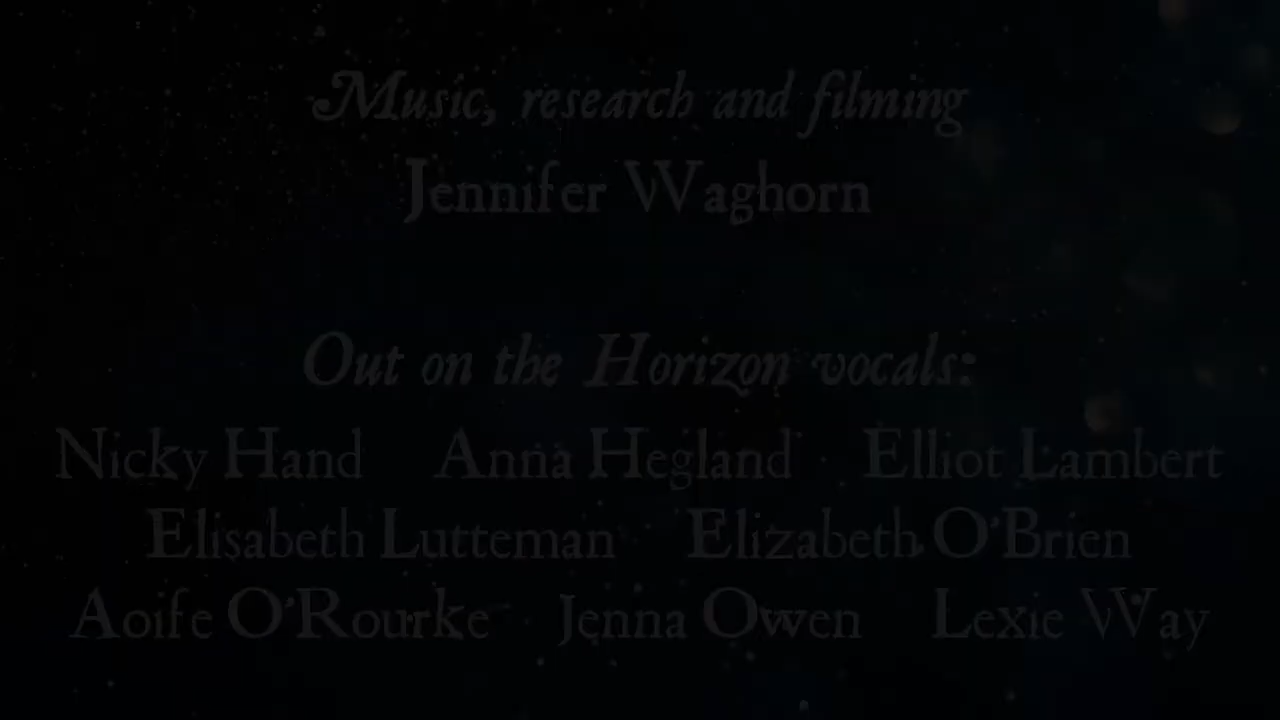 Music, research and filming
Jennifer Waghorn
Out on the Horizon vocals:
Nicky Hand Anna Hegland Elliot Lambert
Elisabeth Lutteman Elizabeth O'Brien
Aoife O'Rourke Jenna Owen Lexie Way